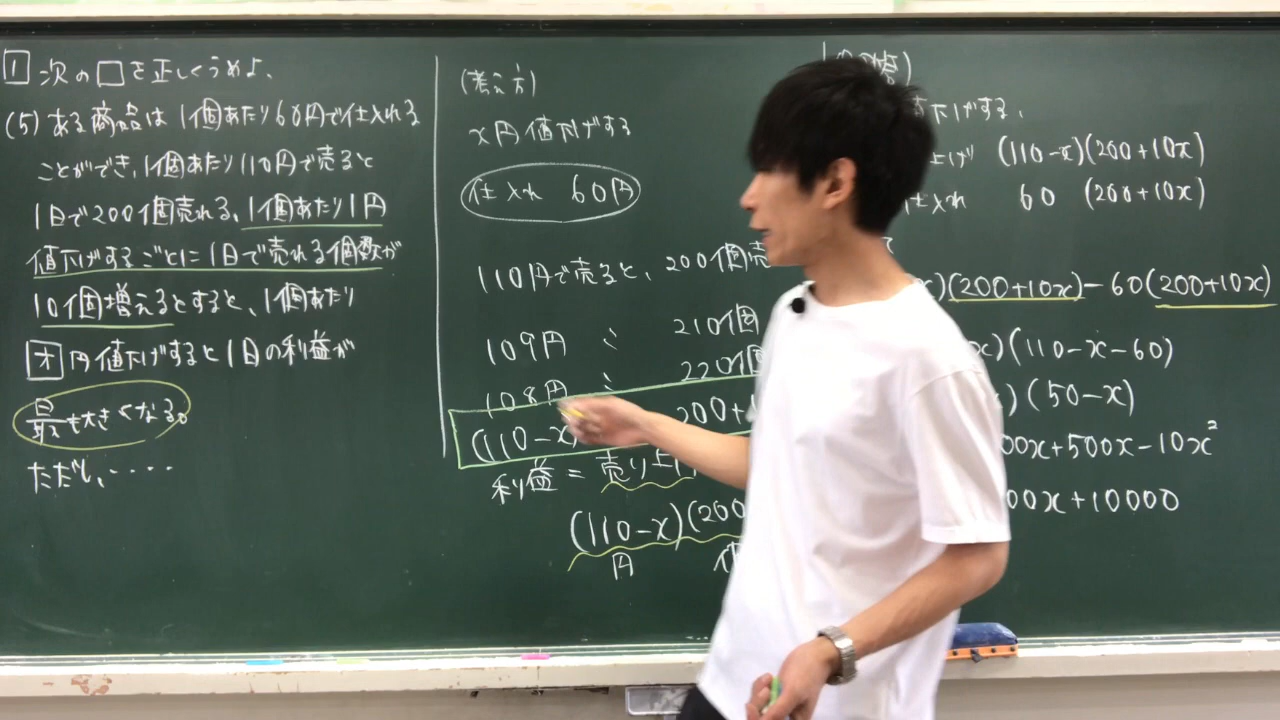 1 次の□を正しくうめよ、
(5) ある商品は1個あたり60円で仕入れる
ことができ、1個あたり110円で売ると
1日で200個売れる、1個あたり1円
値下げするごとに1日で売れる個数が
10個増えるとすると、1個あたり
オ円値下げすると1日の利益が
最も大きくなる。
ただし、‥‥
(考え方)
x円値下げする
仕入れ 60円
110円で売ると、200個売
109円 〃 210個
108円 〃 220個
(110-x) 200+1
利益 = 売り上げ
(110-x)(200
円
下げする、
上げ (110-x)(200+10x)
仕入れ 60 (200+10x)
)(200+10x)-60(200+10x)
)(110-x-60)
)(50-x)
00x+500x-10x²
00x+10000